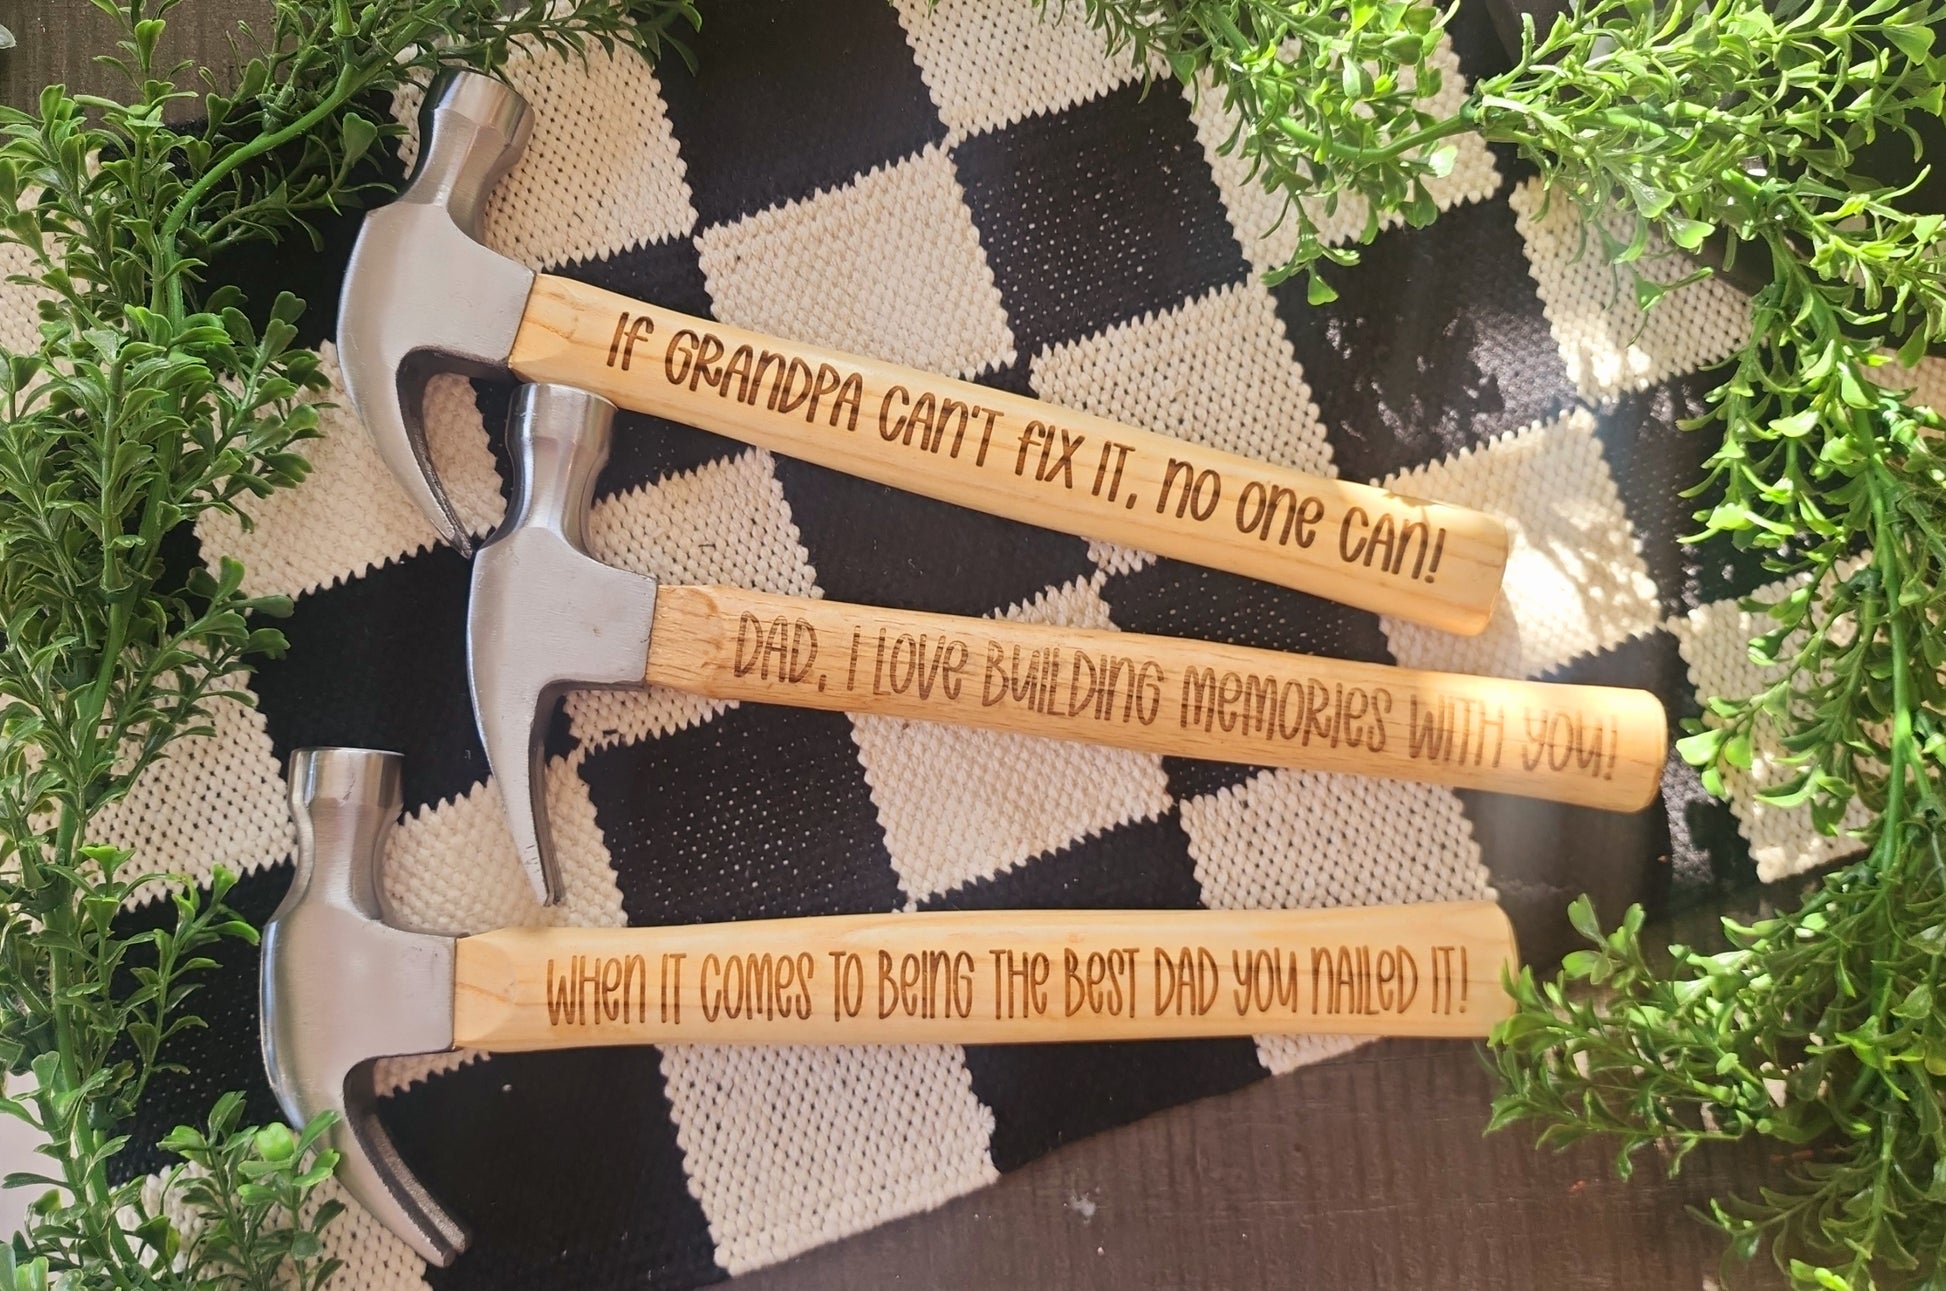 IF GRANDPA CAN'T FIX IT, NO ONE CAN!
DAD, I LOVE BUILDING MEMORIES WITH YOU!
WHEN IT COMES TO BEING THE BEST DAD YOU NAILED IT!